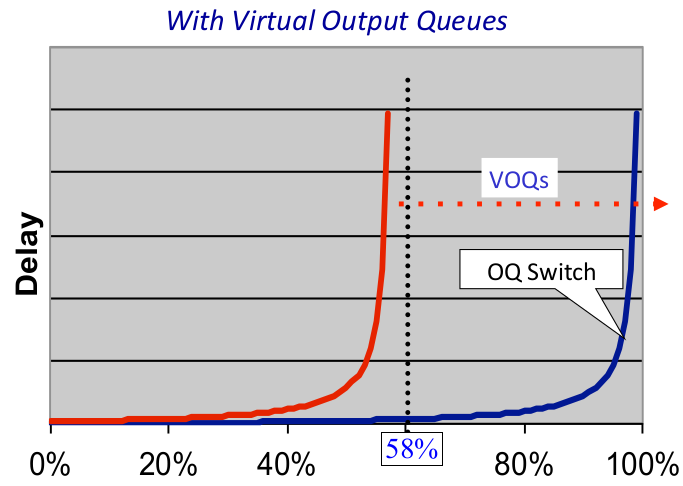 With Virtual Output Queues
VOQs
OQ Switch
Delay
58%
0%
20%
40%
80%
100%